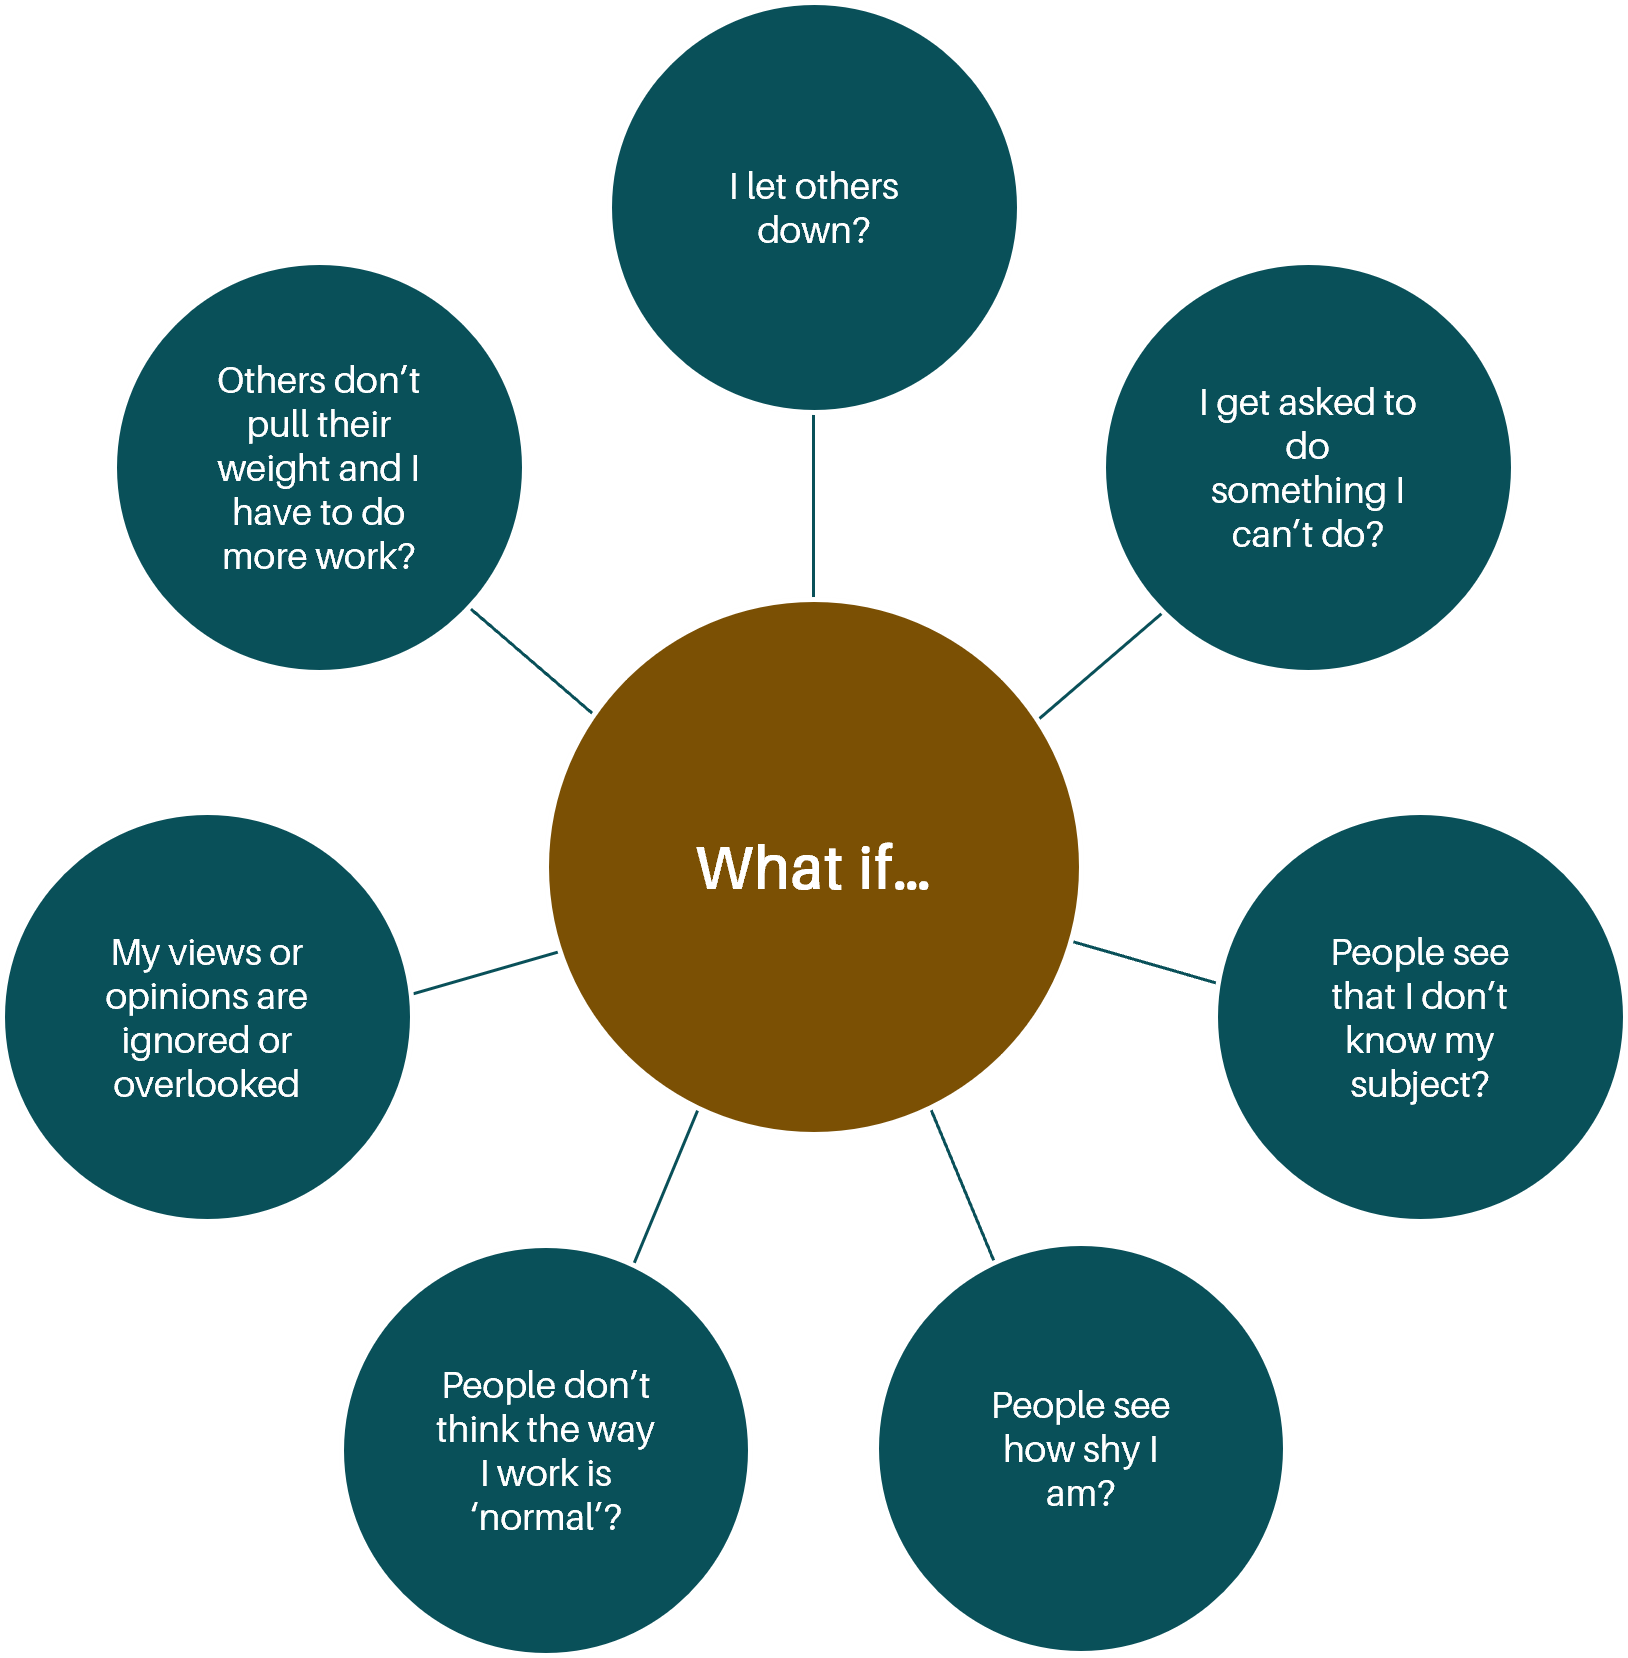 I let others
down?
I get asked to
do
something I
can’t do?
People see
that I don’t
know my
subject?
People see
how shy I
am?
People don’t
think the way
I work is
‘normal’?
My views or
opinions are
ignored or
overlooked
Others don’t
pull their
weight and I
have to do
more work?
What if...